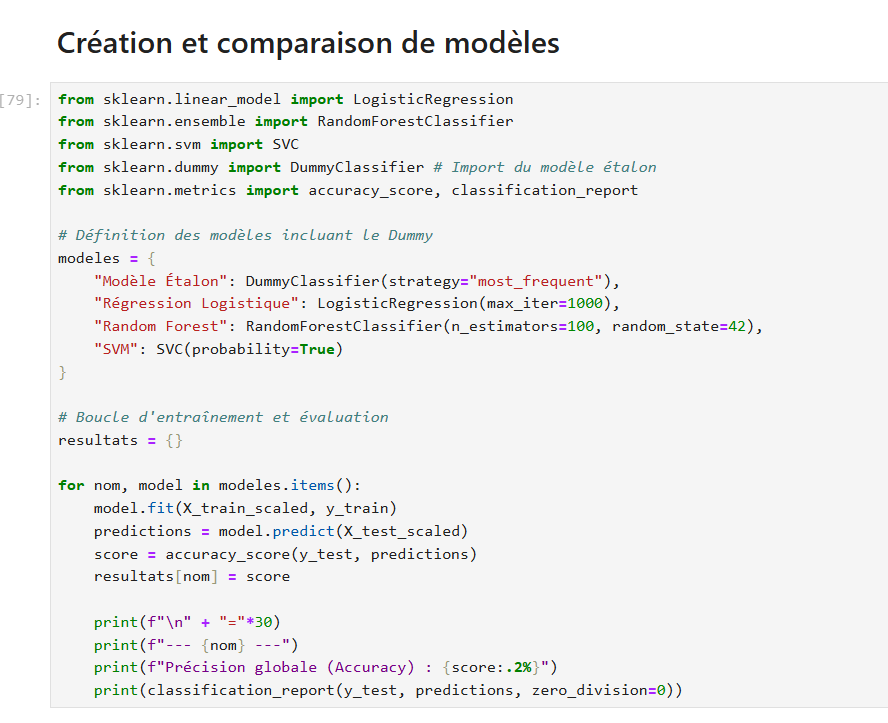 Création et comparaison de modèles
[79]:
from sklearn.linear_model import LogisticRegression
from sklearn.ensemble import RandomForestClassifier
from sklearn.svm import SVC
from sklearn.dummy import DummyClassifier # Import du modèle étalon
from sklearn.metrics import accuracy_score, classification_report

# Définition des modèles incluant le Dummy
modeles = {
    "Modèle Étalon": DummyClassifier(strategy="most_frequent"),
    "Régression Logistique": LogisticRegression(max_iter=1000),
    "Random Forest": RandomForestClassifier(n_estimators=100, random_state=42),
    "SVM": SVC(probability=True)
}

# Boucle d'entraînement et évaluation
resultats = {}

for nom, model in modeles.items():
    model.fit(X_train_scaled, y_train)
    predictions = model.predict(X_test_scaled)
    score = accuracy_score(y_test, predictions)
    resultats[nom] = score

    print(f"\n" + "="*30)
    print(f"--- {nom} ---")
    print(f"Précision globale (Accuracy) : {score:.2%}")
    print(classification_report(y_test, predictions, zero_division=0))